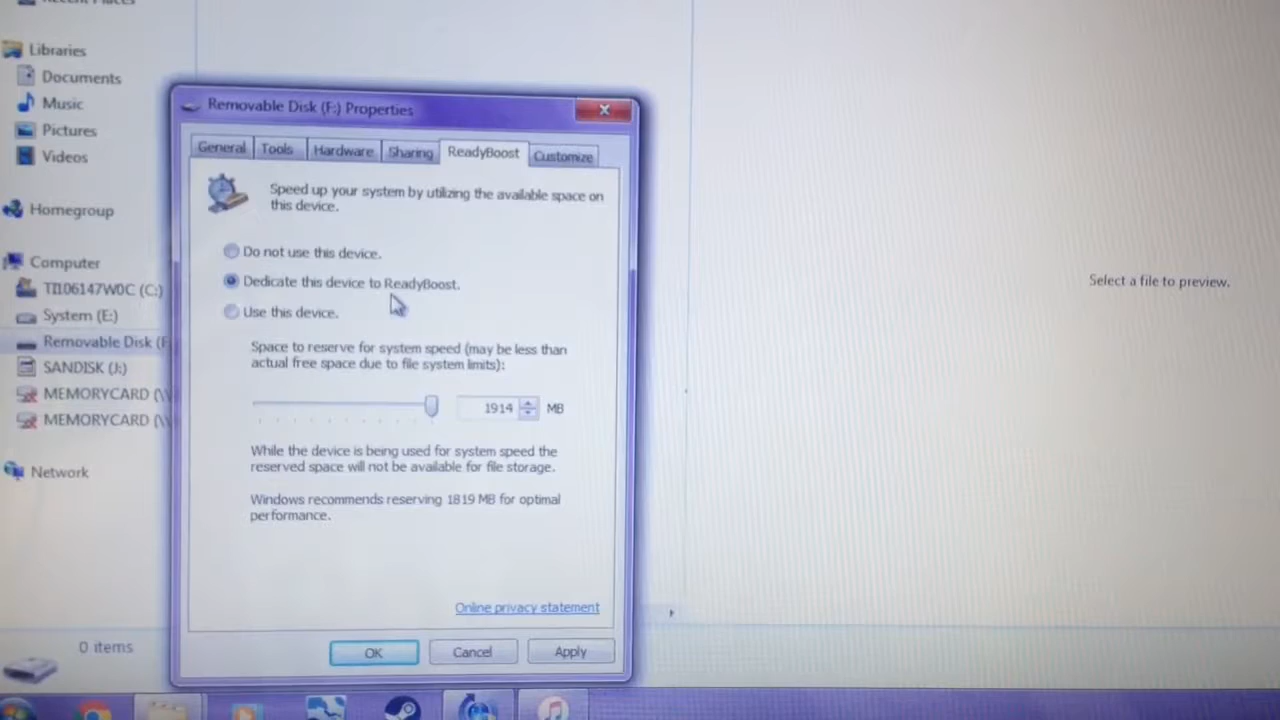 Recent Places
Libraries
Documents
Music
Pictures
Videos
Homegroup
Computer
TI106147W0C (C:)
System (E:)
Removable Disk (F
SANDISK (J:)
MEMORYCARD (\\
MEMORYCARD (\\
Network
0 items
Removable Disk (F:) Properties
General Tools Hardware Sharing ReadyBoost Customize
Speed up your system by utilizing the available space on
this device.
Do not use this device.
Dedicate this device to ReadyBoost.
Use this device.
Space to reserve for system speed (may be less than
actual free space due to file system limits):
1914 MB
While the device is being used for system speed the
reserved space will not be available for file storage.
Windows recommends reserving 1819 MB for optimal
performance.
Online privacy statement
OK Cancel Apply
Select a file to preview.